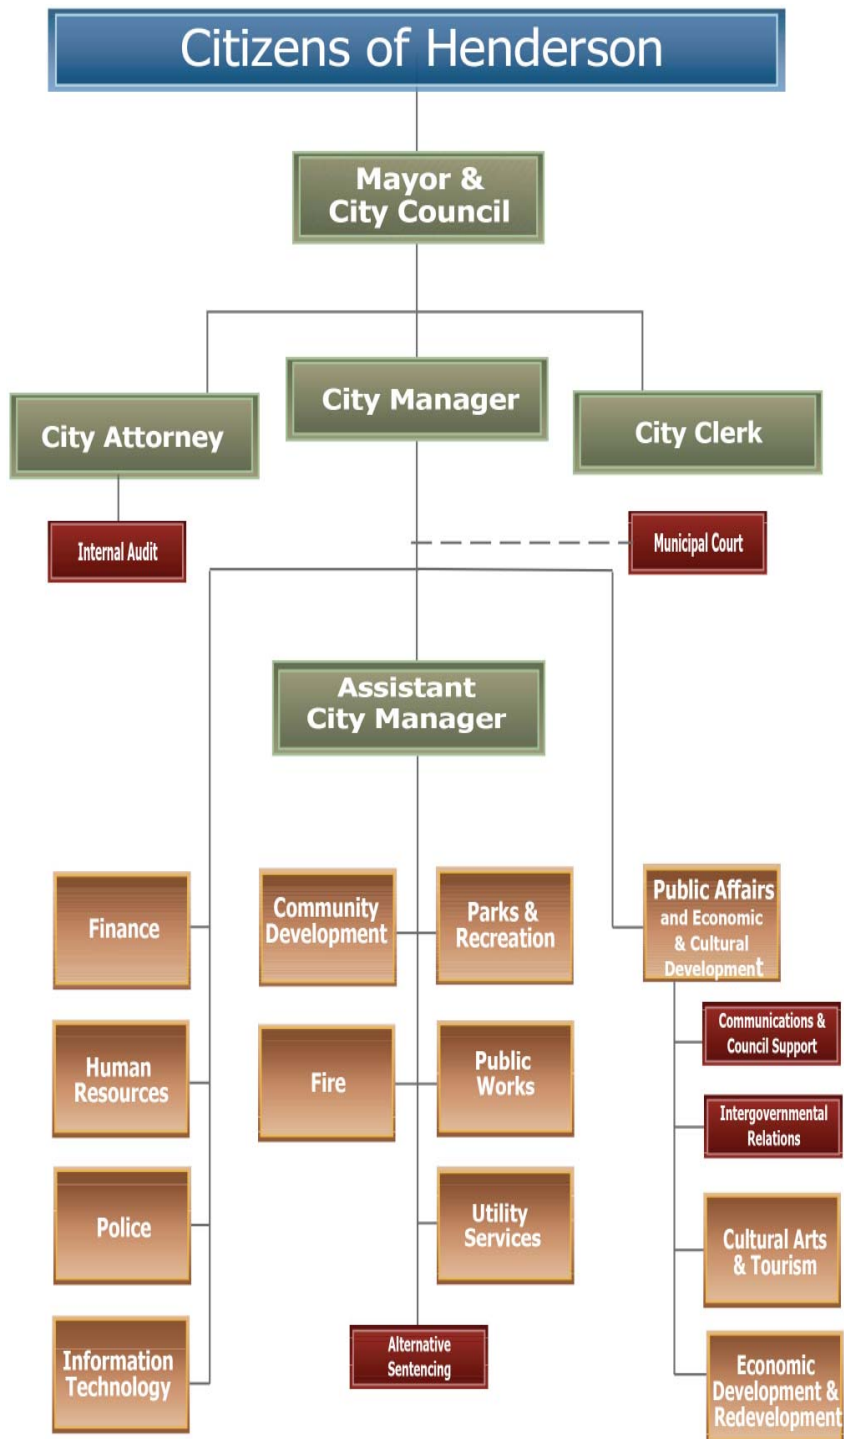 Citizens of Henderson
Mayor &
City Council
City Manager
City Attorney
City Clerk
Internal Audit
Municipal Court
Assistant
City Manager
Finance
Community
Development
Parks &
Recreation
Public Affairs
and Economic
& Cultural
Development
Human
Resources
Fire
Public
Works
Communications &
Council Support
Intergovernmental
Relations
Police
Utility
Services
Cultural Arts
& Tourism
Information
Technology
Alternative
Sentencing
Economic
Development &
Redevelopment